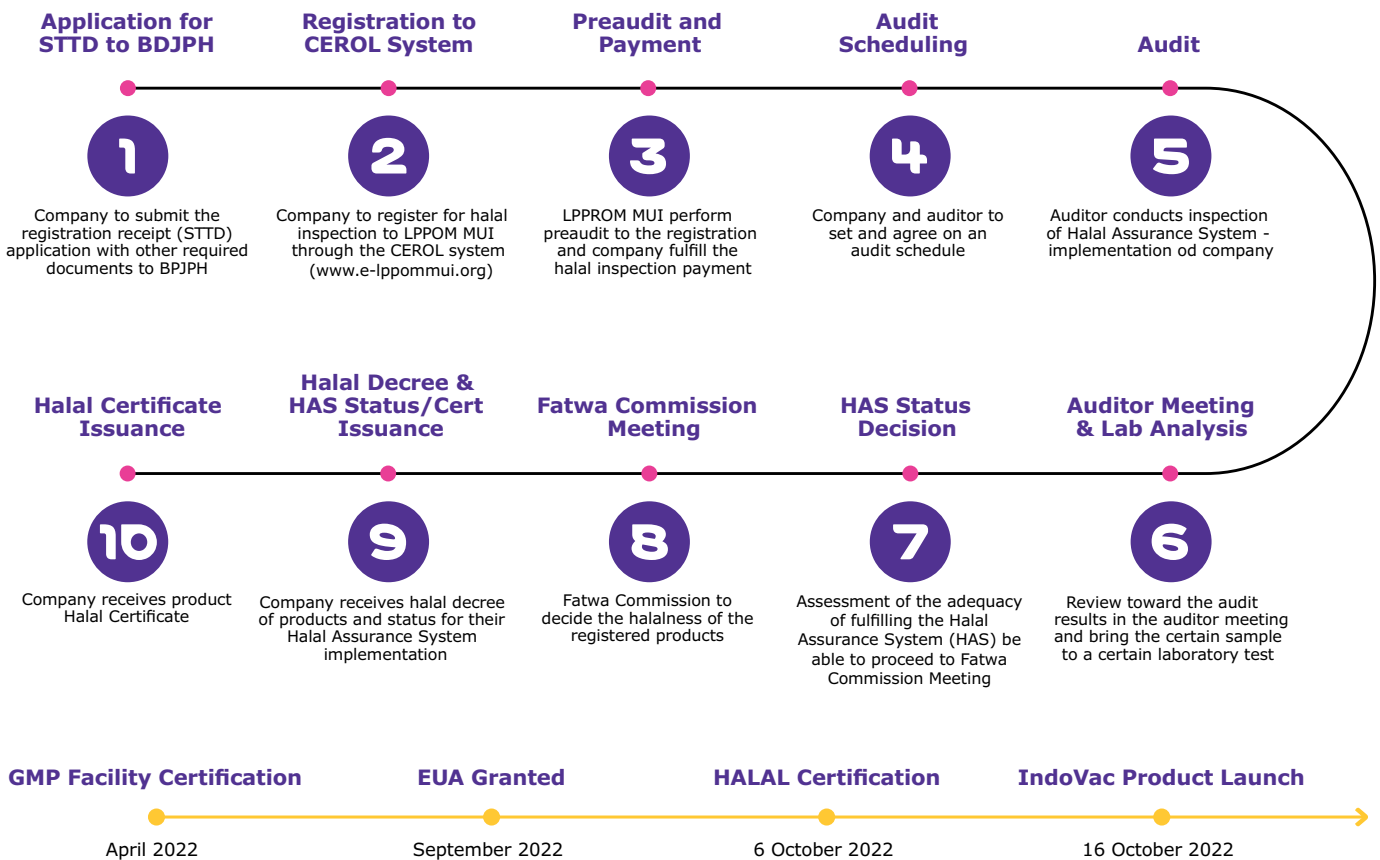 Application for
STTD to BDJPH
Registration to
CEROL System
Preaudit and
Payment
Audit
Scheduling
Audit
1
2
3
4
5
Company to submit the
registration receipt (STTD)
application with other required
documents to BPJPH
Company to register for halal
inspection to LPPOM MUI
through the CEROL system
(www.e-lppommui.org)
LPPROM MUI perform
preaudit to the registration
and company fulfill the
halal inspection payment
Company and auditor to
set and agree on an
audit schedule
Auditor conducts inspection
of Halal Assurance System -
implementation od company
Halal Certificate
Issuance
Halal Decree &
HAS Status/Cert
Issuance
Fatwa Commission
Meeting
HAS Status
Decision
Auditor Meeting
& Lab Analysis
10
9
8
7
6
Company receives product
Halal Certificate
Company receives halal decree
of products and status for their
Halal Assurance System
implementation
Fatwa Commission to
decide the halalness of the
registered products
Assessment of the adequacy
of fulfilling the Halal
Assurance System (HAS) be
able to proceed to Fatwa
Commission Meeting
Review toward the audit
results in the auditor meeting
and bring the certain sample
to a certain laboratory test
GMP Facility Certification
EUA Granted
HALAL Certification
IndoVac Product Launch
April 2022
September 2022
6 October 2022
16 October 2022